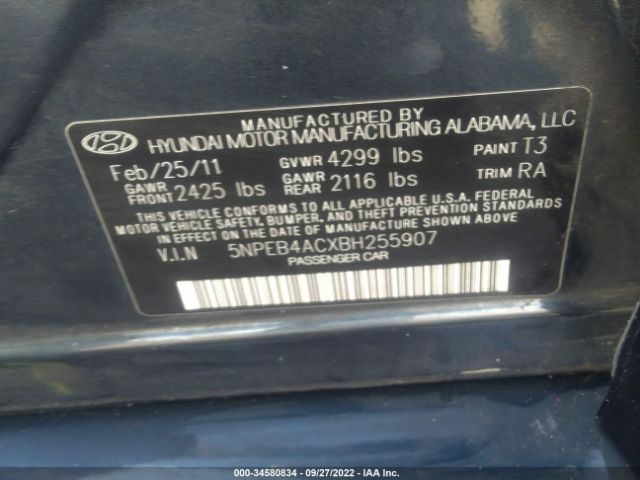 MANUFACTURED BY
HYUNDAI MOTOR MANUFACTURING ALABAMA, LLC
Feb/25/11 GVWR 4299 lbs PAINT T3
GAWR FRONT 2425 lbs GAWR REAR 2116 lbs TRIM RA
THIS VEHICLE CONFORMS TO ALL APPLICABLE U.S.A. FEDERAL
MOTOR VEHICLE SAFETY, BUMPER, AND THEFT PREVENTION STANDARDS
IN EFFECT ON THE DATE OF MANUFACTURE SHOWN ABOVE
V.I.N 5NPEB4ACXBH255907
PASSENGER CAR
000-34580834 - 09/27/2022 - IAA Inc.